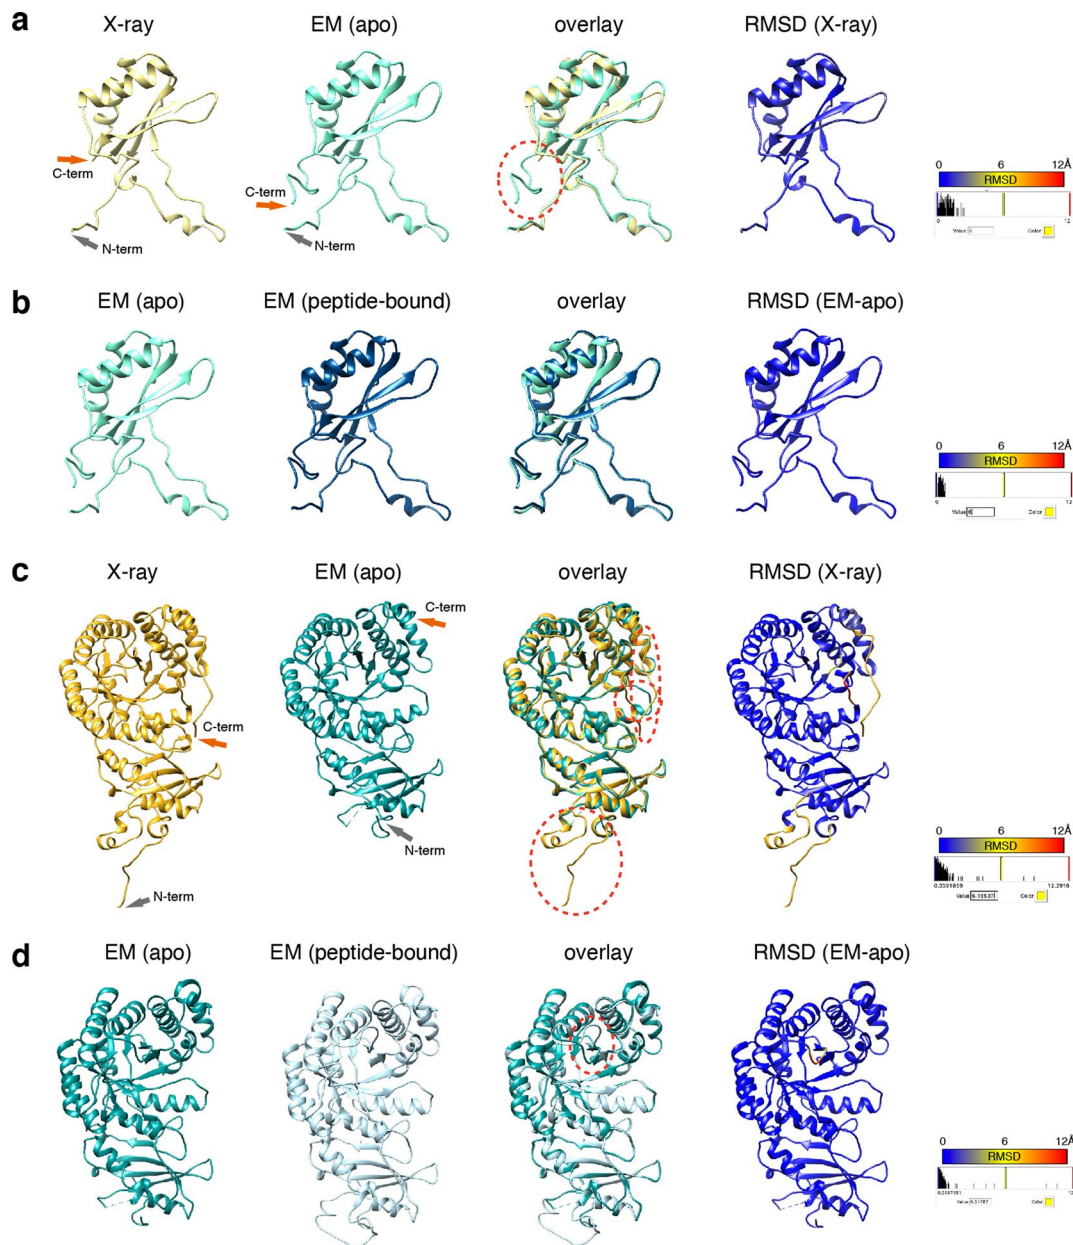 a
X-ray
EM (apo)
overlay
RMSD (X-ray)
C-term
N-term
C-term
N-term
0 6 12Å
RMSD
0 12
Value 6 Color
b
EM (apo)
EM (peptide-bound)
overlay
RMSD (EM-apo)
0 6 12Å
RMSD
0 12
Value 6 Color
c
X-ray
EM (apo)
overlay
RMSD (X-ray)
C-term
N-term
C-term
N-term
0 6 12Å
RMSD
12.2916
Value Color
d
EM (apo)
EM (peptide-bound)
overlay
RMSD (EM-apo)
0 6 12Å
RMSD
12
Value Color